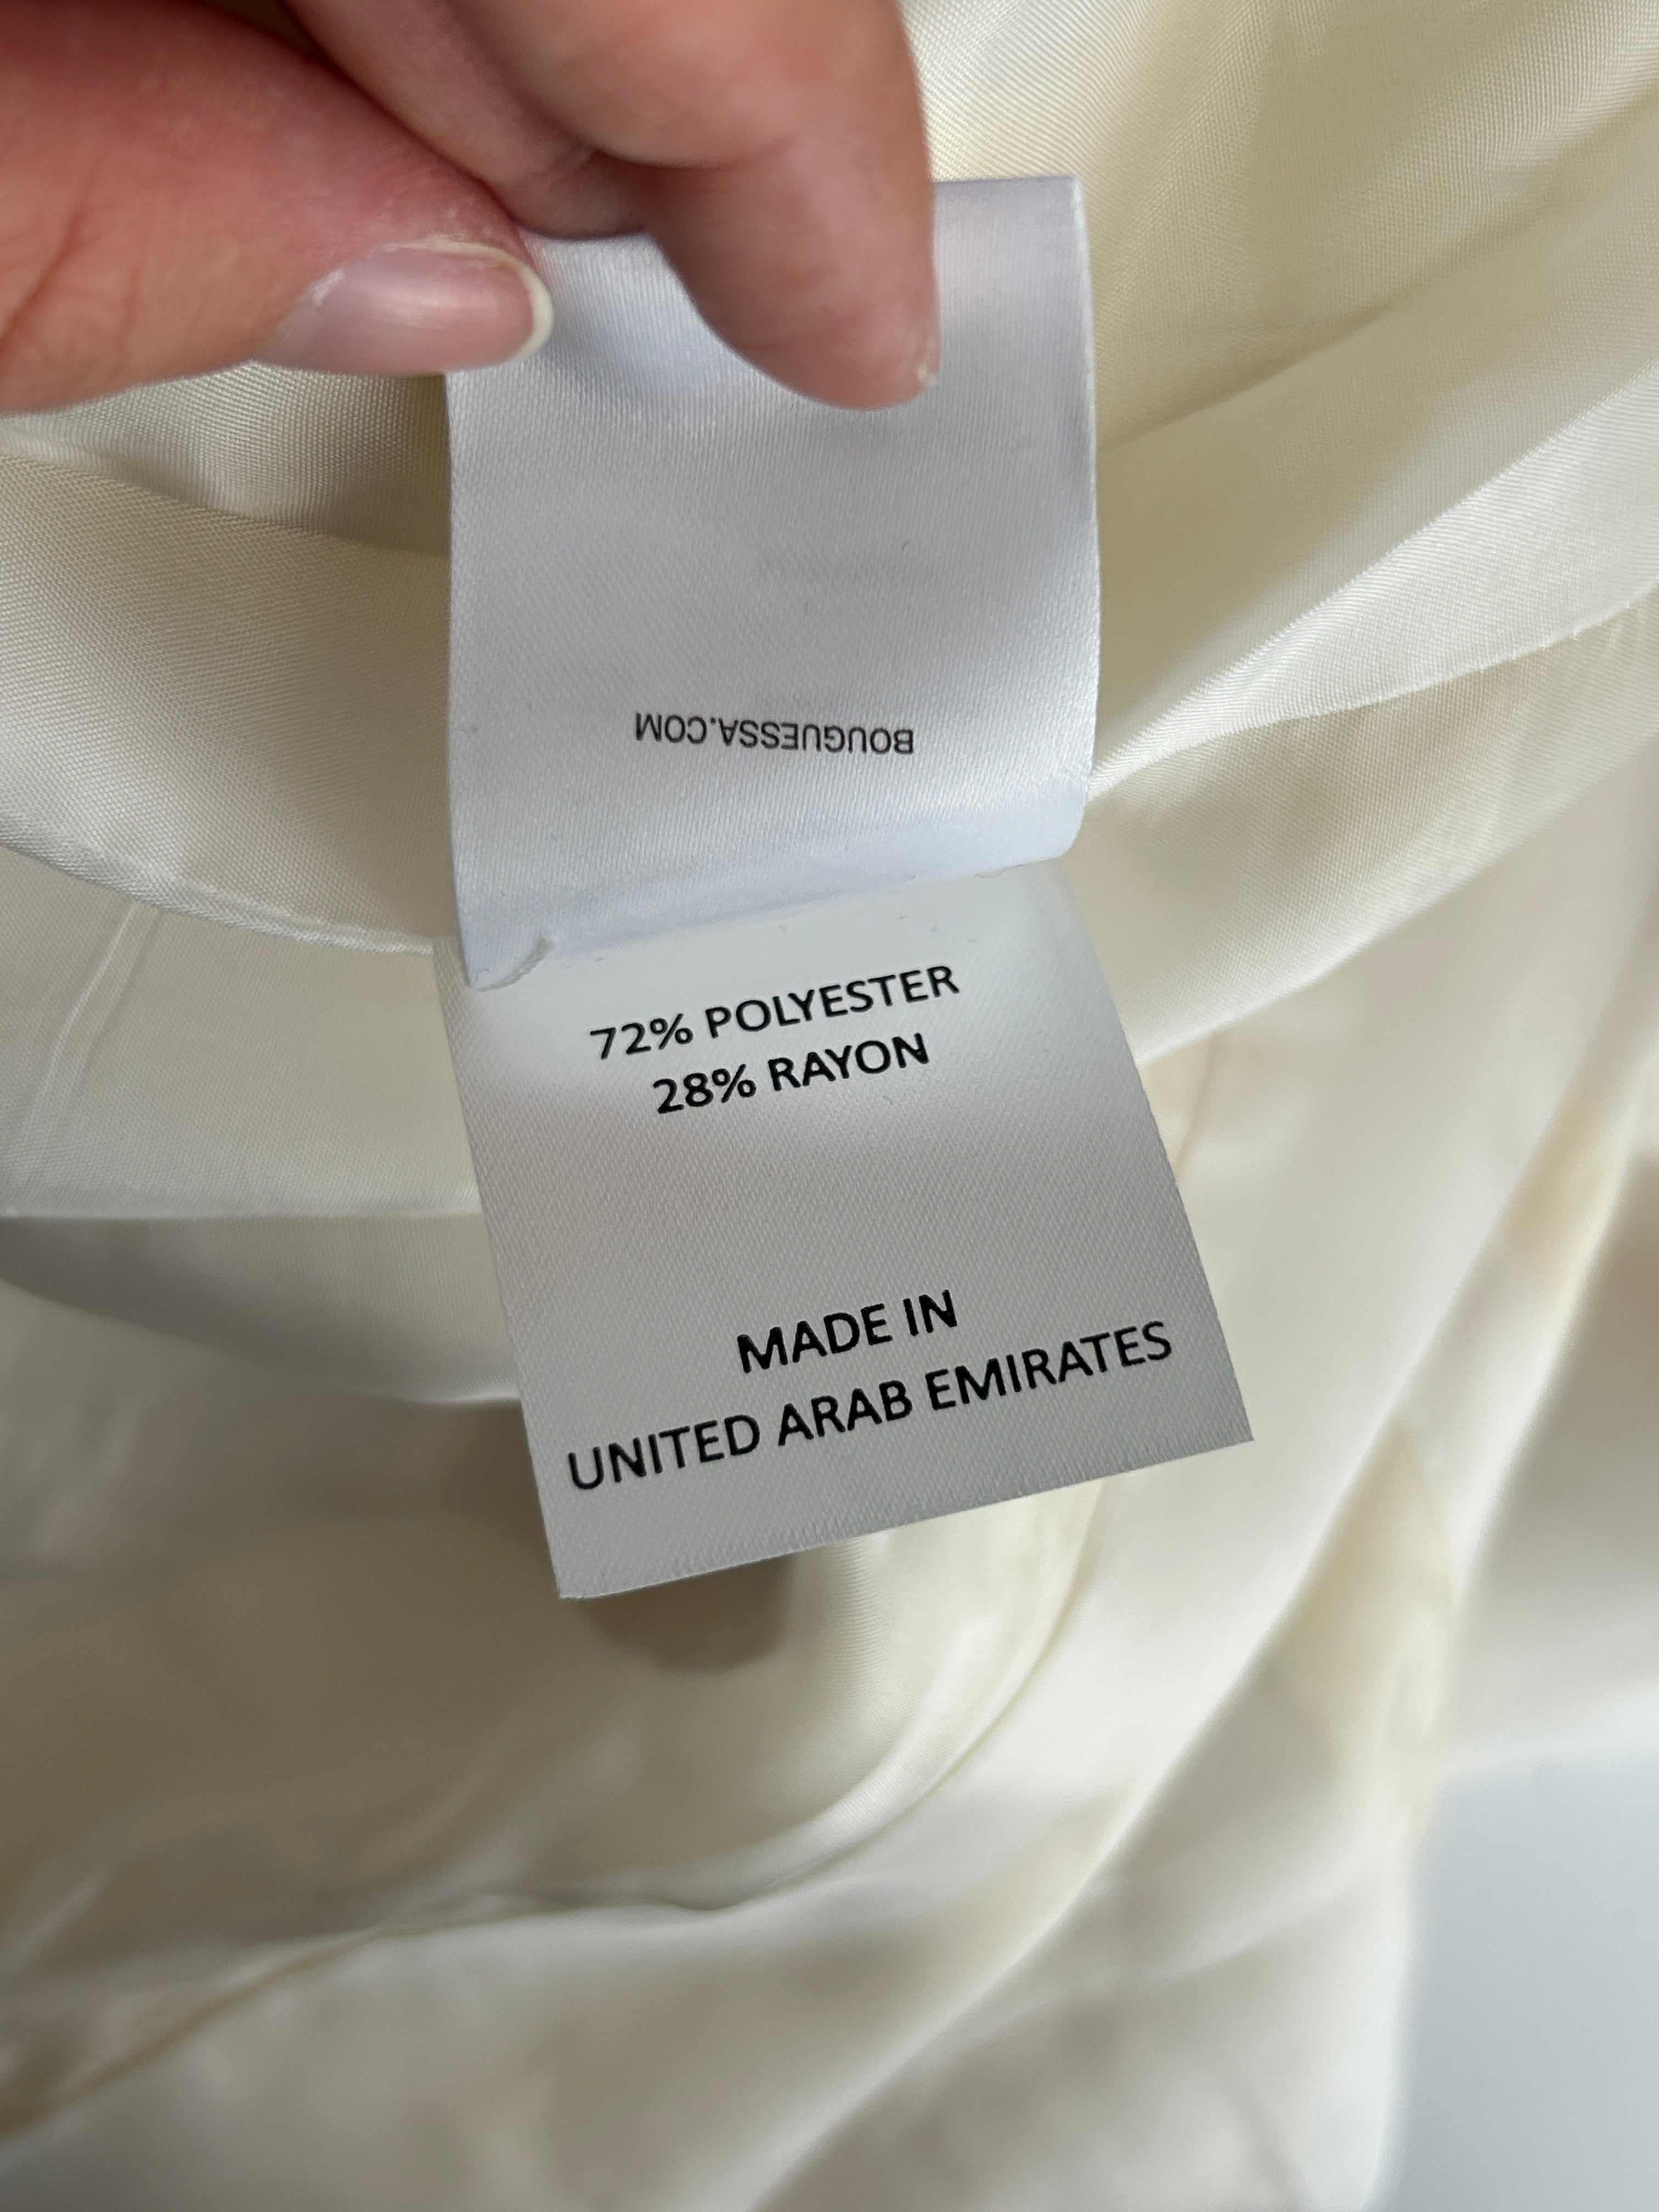 BOUGUESSA.COM
72% POLYESTER
28% RAYON
MADE IN
UNITED ARAB EMIRATES